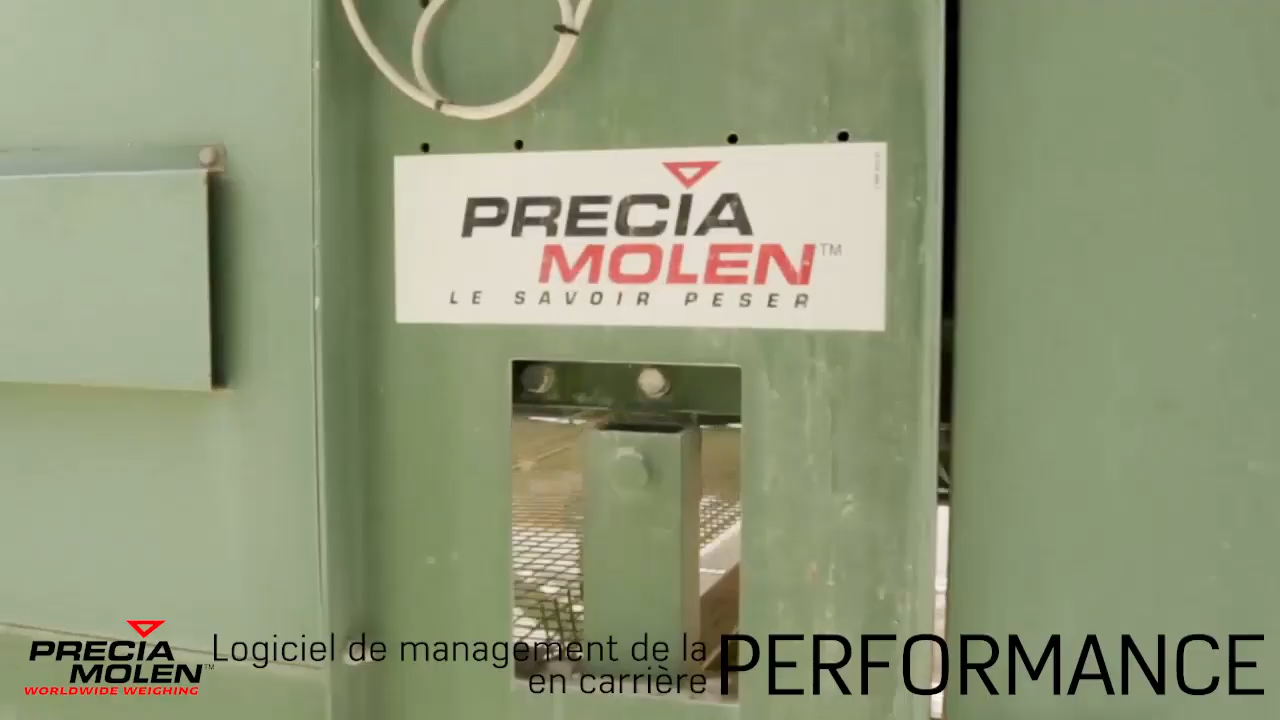 PRECIA
MOLEN™
LE SAVOIR PESER
PRECIA
MOLEN™
WORLDWIDE WEIGHING
Logiciel de management de la
en carrière
PERFORMANCE